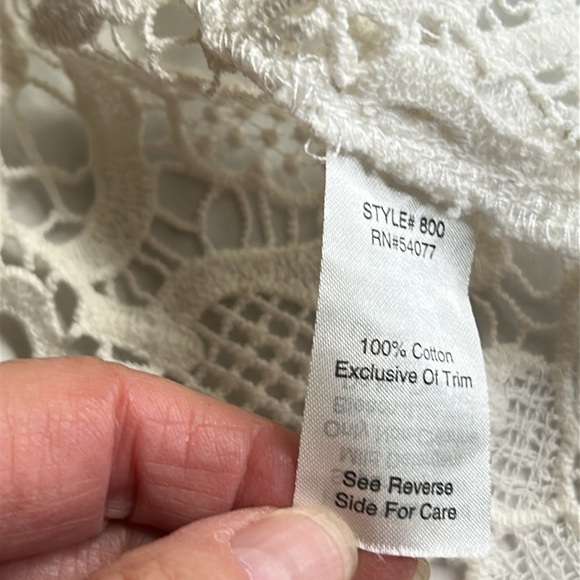 STYLE# 800
RN#54077
100% Cotton
Exclusive Of Trim
See Reverse
Side For Care